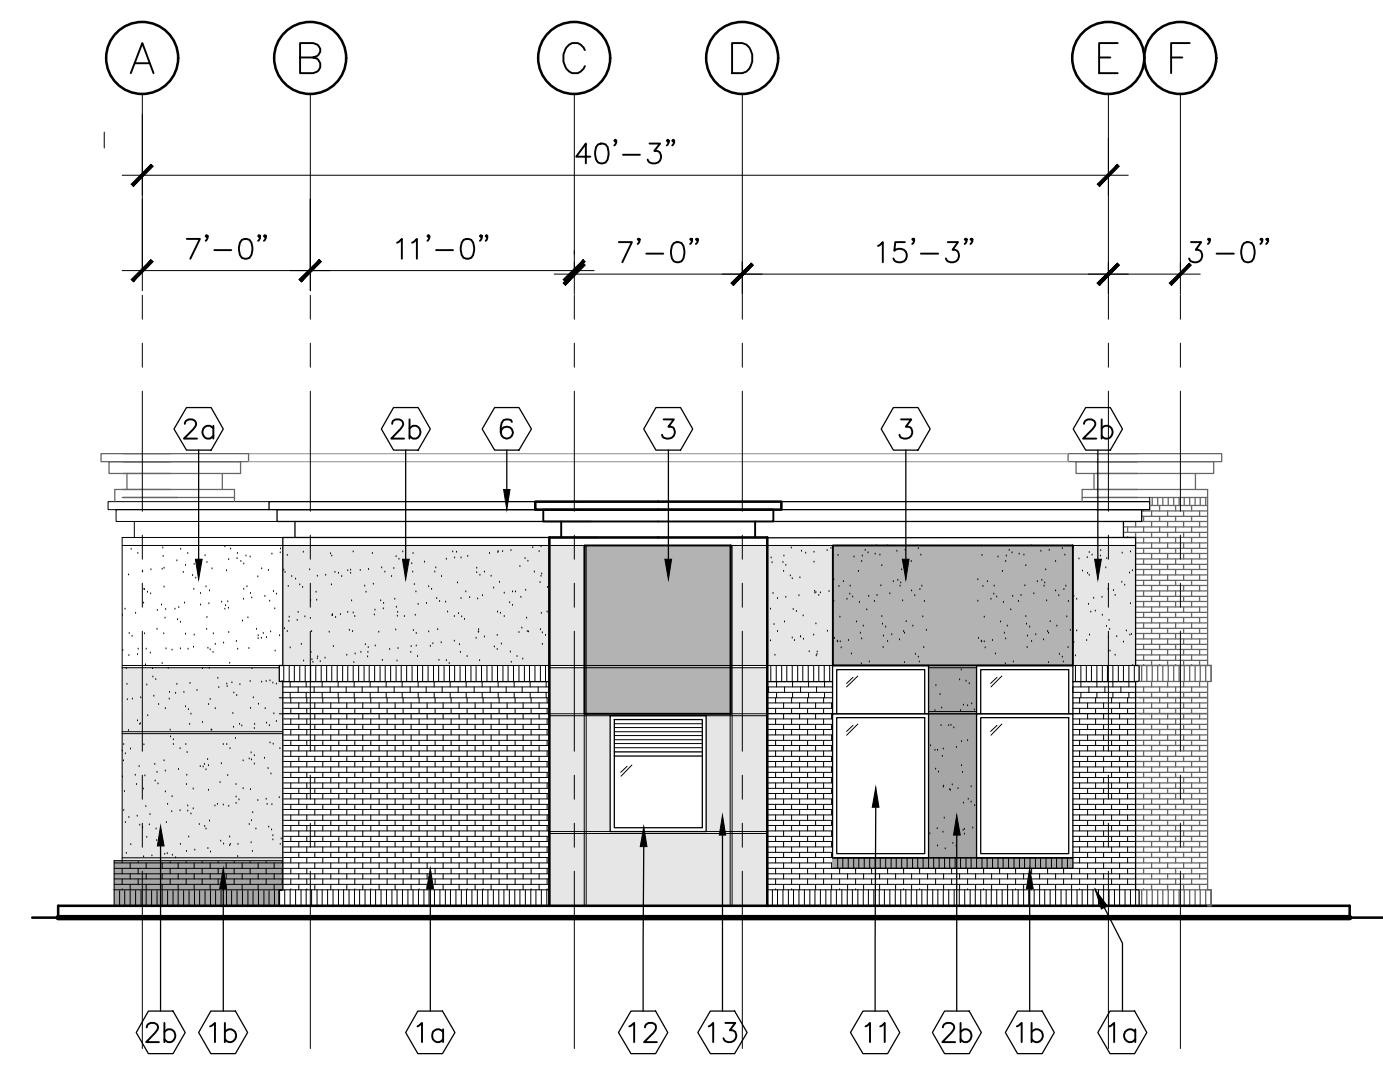 A B C D E F
40’-3”
7’-0” 11’-0” 7’-0” 15’-3” 3’-0”
2a 2b 6 3 3 2b
2b 1b 1a 12 13 11 2b 1b 1a